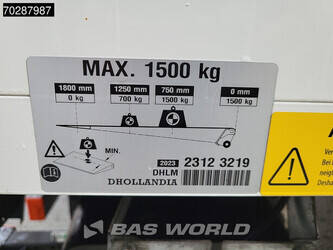 70287987
MAX. 1500 kg
1800 mm 1250 mm 750 mm 0 mm
0 kg 700 kg 1500 kg 1500 kg
MIN.
2023 2312 3219
DHLM
DHOLLANDIA
BAS WORLD